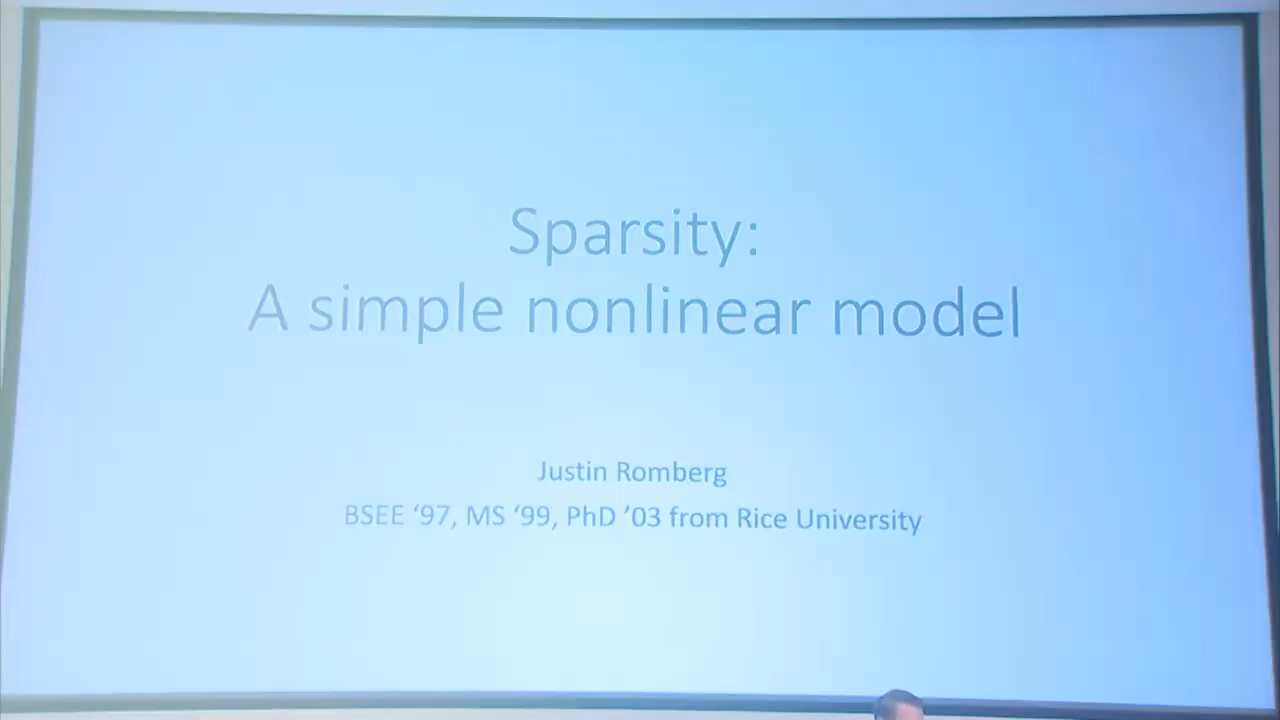 Sparsity:
A simple nonlinear model
Justin Romberg
BSEE ‘97, MS ‘99, PhD ’03 from Rice University